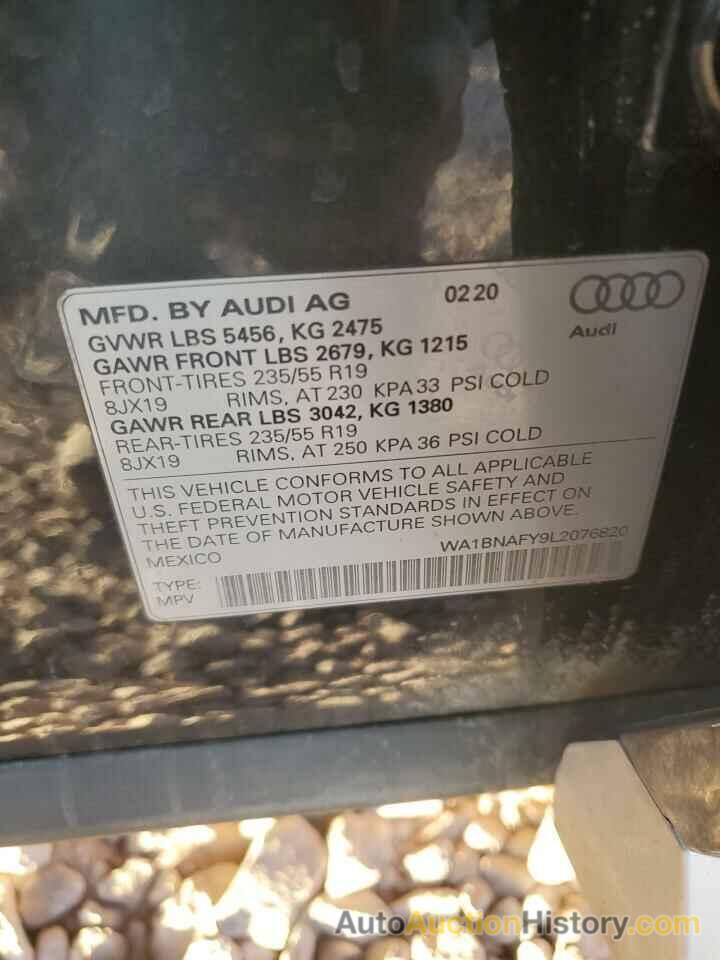 MFD. BY AUDI AG 02 20
Audi
GVWR LBS 5456, KG 2475
GAWR FRONT LBS 2679, KG 1215
FRONT-TIRES 235/55 R19
8JX19 RIMS, AT 230 KPA 33 PSI COLD
GAWR REAR LBS 3042, KG 1380
REAR-TIRES 235/55 R19
8JX19 RIMS, AT 250 KPA 36 PSI COLD
THIS VEHICLE CONFORMS TO ALL APPLICABLE
U.S. FEDERAL MOTOR VEHICLE SAFETY AND
THEFT PREVENTION STANDARDS IN EFFECT ON
THE DATE OF MANUFACTURE SHOWN ABOVE.
MEXICO WA1BNAFY9L2076820
TYPE:
MPV
AutoAuctionHistory.com